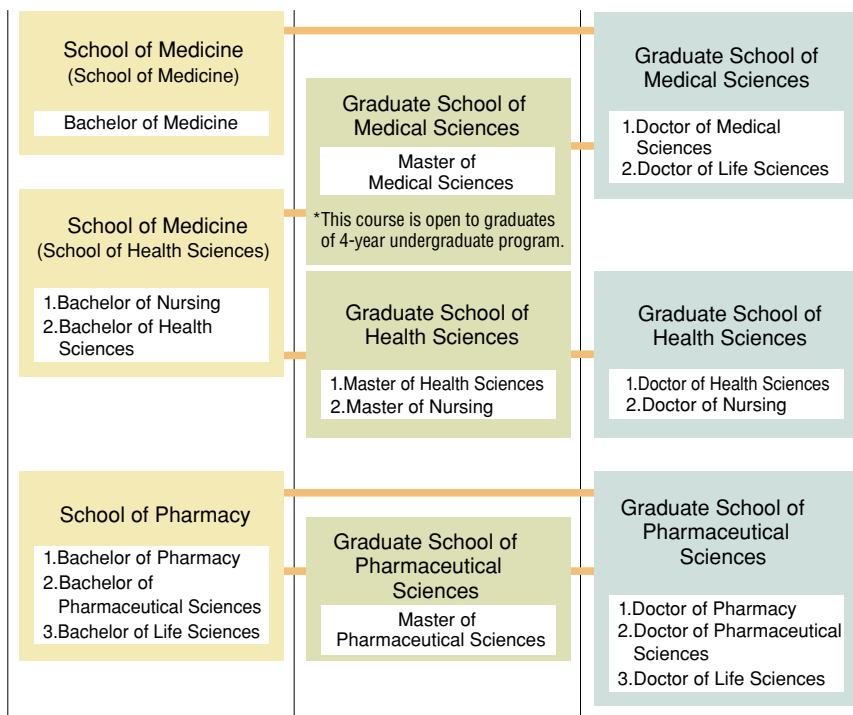 School of Medicine
(School of Medicine)
Bachelor of Medicine
School of Medicine
(School of Health Sciences)
1.Bachelor of Nursing
2.Bachelor of Health
Sciences
School of Pharmacy
1.Bachelor of Pharmacy
2.Bachelor of
Pharmaceutical Sciences
3.Bachelor of Life Sciences
Graduate School of
Medical Sciences
Master of
Medical Sciences
*This course is open to graduates
of 4-year undergraduate program.
Graduate School of
Health Sciences
1.Master of Health Sciences
2.Master of Nursing
Graduate School of
Pharmaceutical
Sciences
Master of
Pharmaceutical Sciences
Graduate School of
Medical Sciences
1.Doctor of Medical
Sciences
2.Doctor of Life Sciences
Graduate School of
Health Sciences
1.Doctor of Health Sciences
2.Doctor of Nursing
Graduate School of
Pharmaceutical
Sciences
1.Doctor of Pharmacy
2.Doctor of Pharmaceutical
Sciences
3.Doctor of Life Sciences